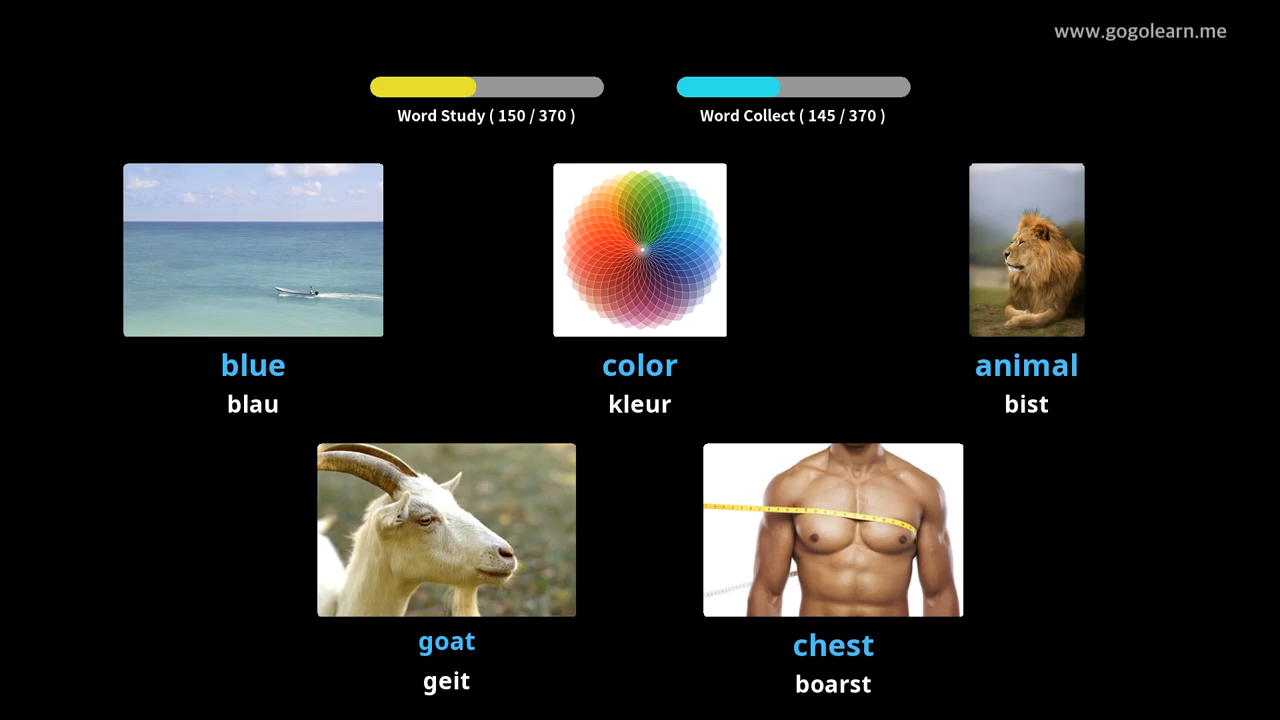 www.gogolearn.me
Word Study ( 150 / 370 )
Word Collect ( 145 / 370 )
blue
blau
color
kleur
animal
bist
goat
geit
chest
boarst